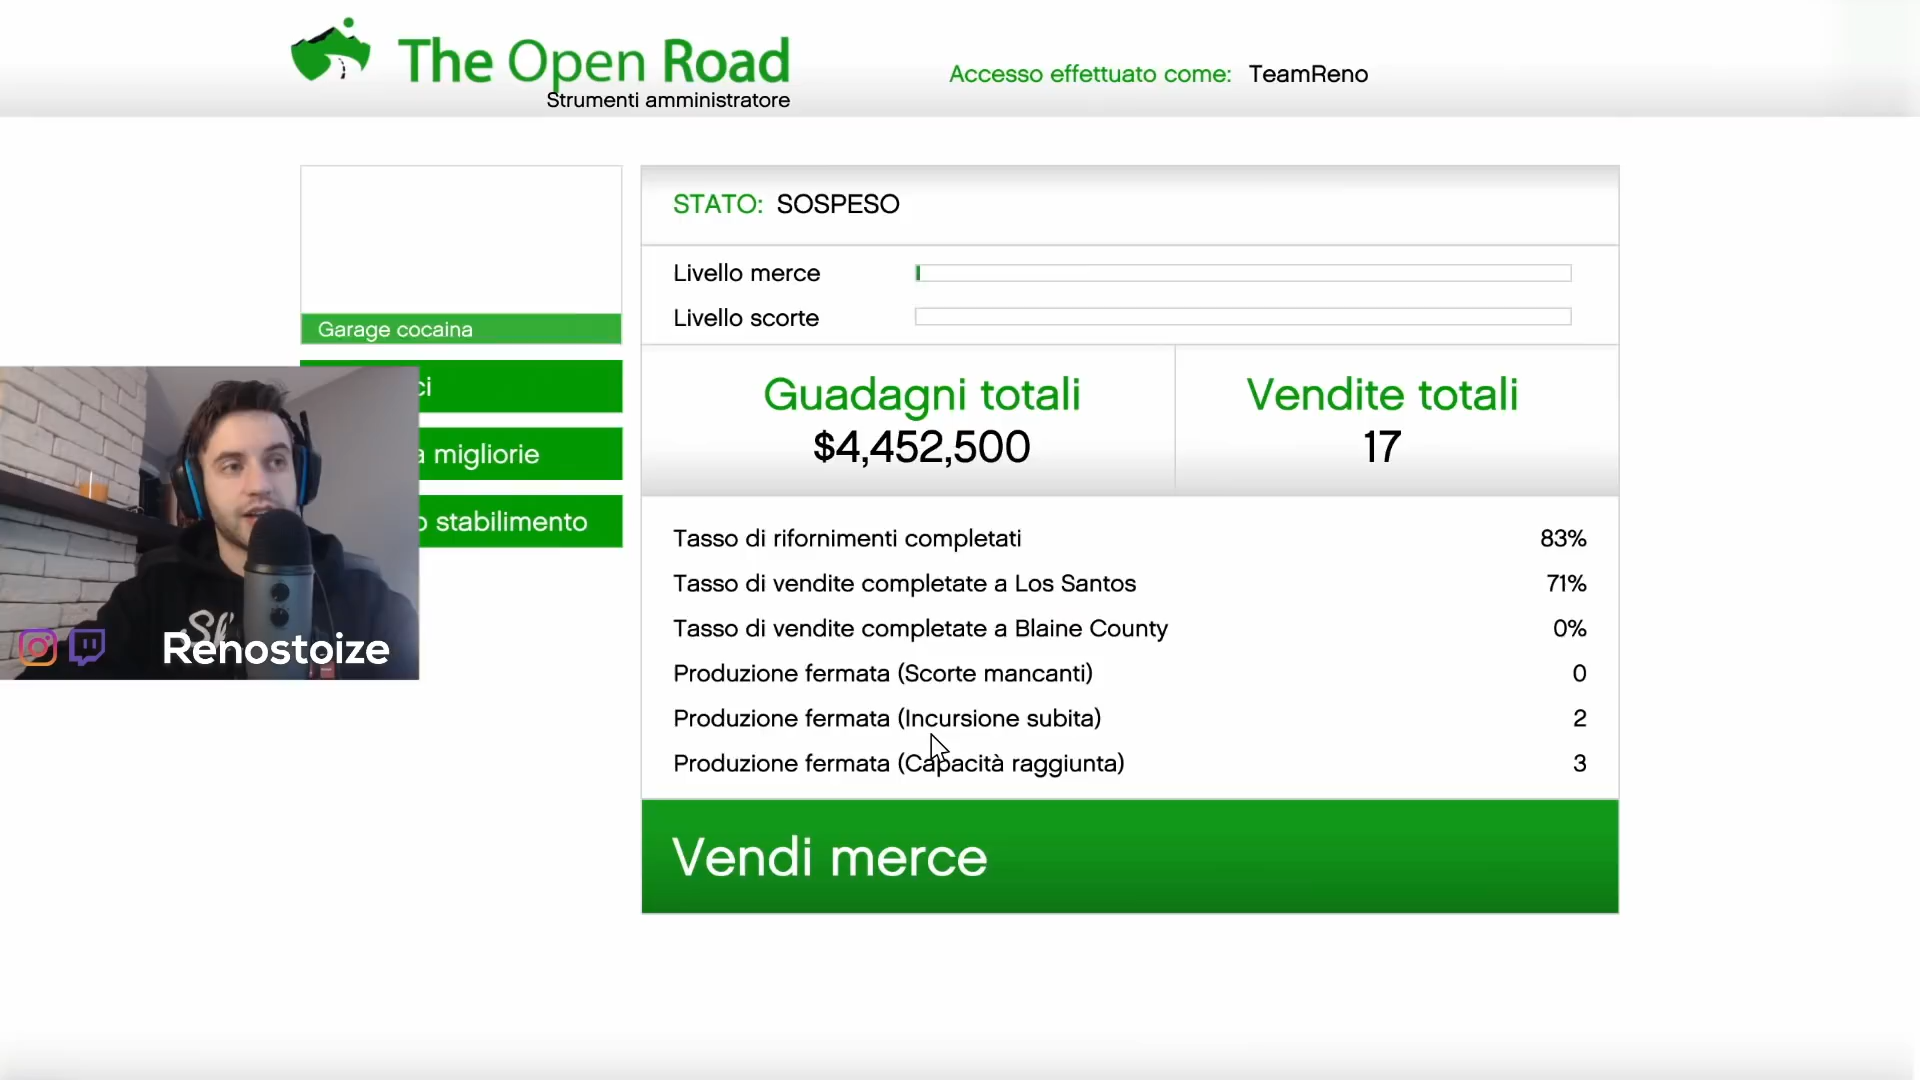 The Open Road
Strumenti amministratore
Accesso effettuato come: TeamReno
Garage cocaina
migliorie
stabilimento
Renostoize
STATO: SOSPESO
Livello merce
Livello scorte
Guadagni totali
$4,452,500
Vendite totali
17
Tasso di rifornimenti completati 83%
Tasso di vendite completate a Los Santos 71%
Tasso di vendite completate a Blaine County 0%
Produzione fermata (Scorte mancanti) 0
Produzione fermata (Incursione subita) 2
Produzione fermata (Capacità raggiunta) 3
Vendi merce